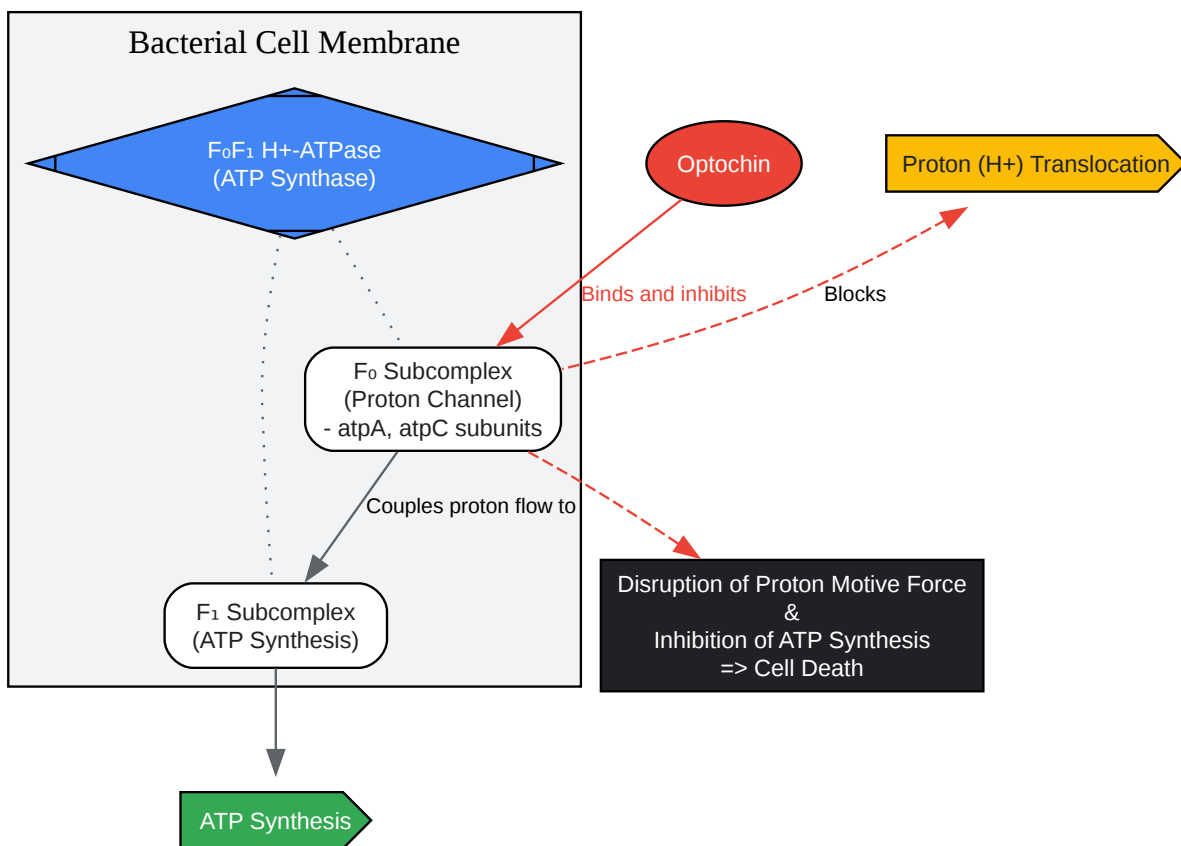 Bacterial Cell Membrane
F₀F₁ H+-ATPase
(ATP Synthase)
Optochin
Proton (H+) Translocation
Binds and inhibits
Blocks
F₀ Subcomplex
(Proton Channel)
- atpA, atpC subunits
Couples proton flow to
Disruption of Proton Motive Force
&
Inhibition of ATP Synthesis
=> Cell Death
F₁ Subcomplex
(ATP Synthesis)
ATP Synthesis